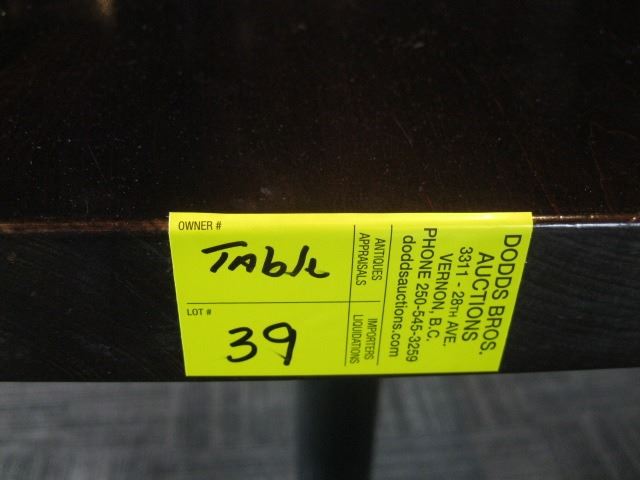 OWNER #
Table
LOT #
39
ANTIQUES
APPRAISALS
IMPORTERS
LIQUIDATIONS
DODDS BROS.
AUCTIONS
3311 - 28TH AVE.
VERNON, B.C.
PHONE 250-545-3259
doddsauctions.com